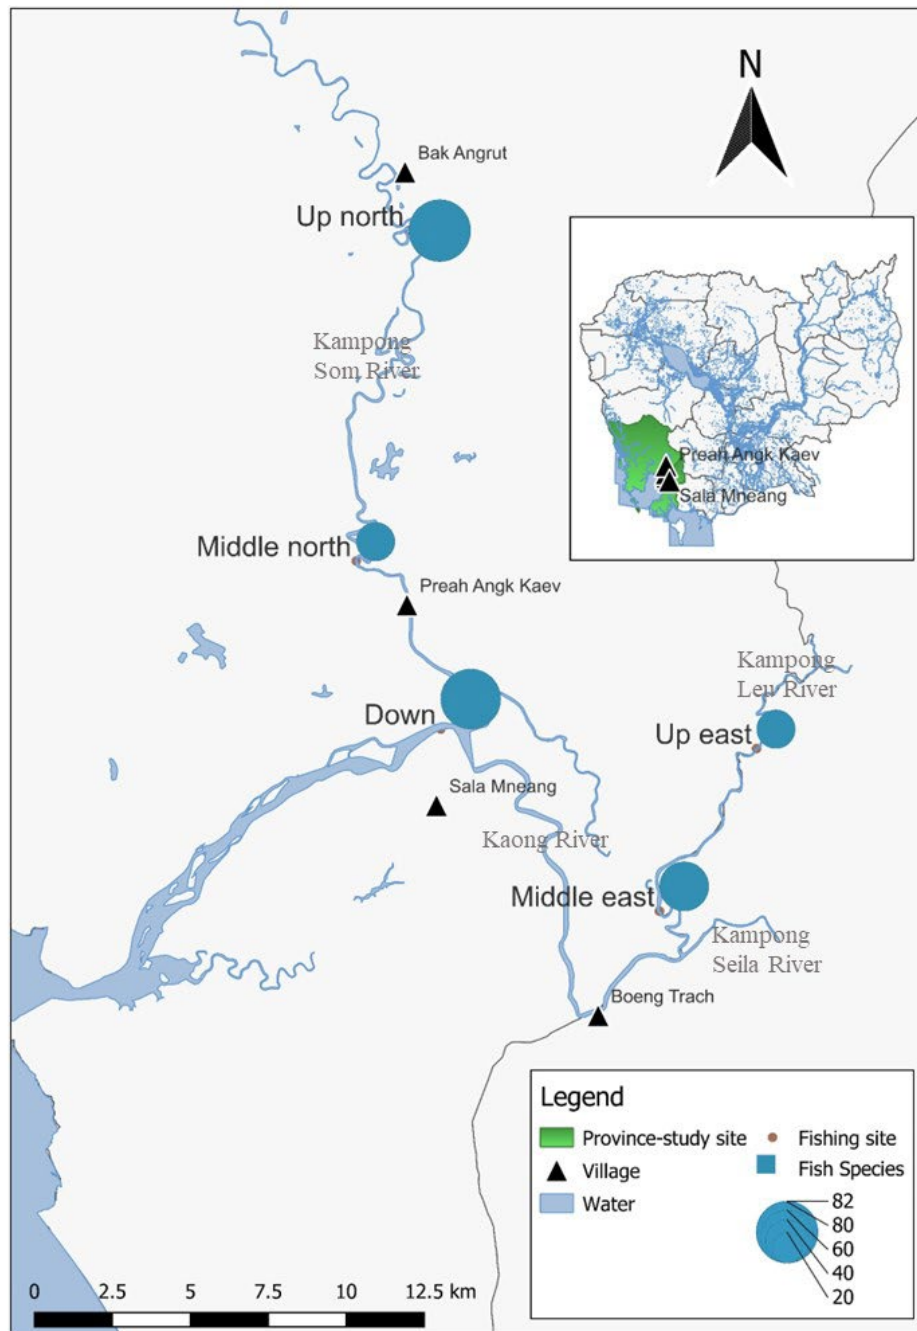 N
Bak Angrut
Up north
Kampong
Som River
Preah Angk Kaev
Sala Mneang
Middle north
Preah Angk Kaev
Kampong
Leu River
Down
Up east
Sala Mneang
Kaong River
Middle east
Kampong
Seila River
Boeng Trach
Legend
Province-study site
Fishing site
Village
Fish Species
Water
82
80
60
40
20
0 2.5 5 7.5 10 12.5 km